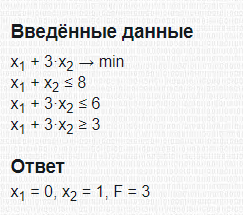 Введённые данные
x₁ + 3·x₂ → min
x₁ + x₂ ≤ 8
x₁ + 3·x₂ ≤ 6
x₁ + 3·x₂ ≥ 3
Ответ
x₁ = 0, x₂ = 1, F = 3